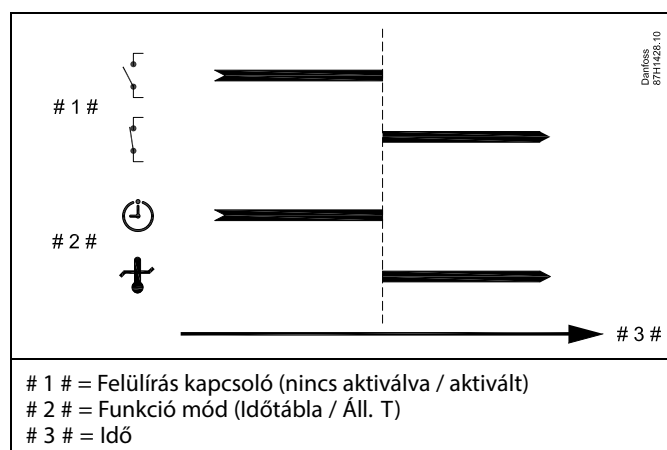 Danfoss
87H1428.10
# 1 #
# 2 #
# 3 #
# 1 # = Felülírás kapcsoló (nincs aktiválva / aktivált)
# 2 # = Funkció mód (Időtábla / Áll. T)
# 3 # = Idő